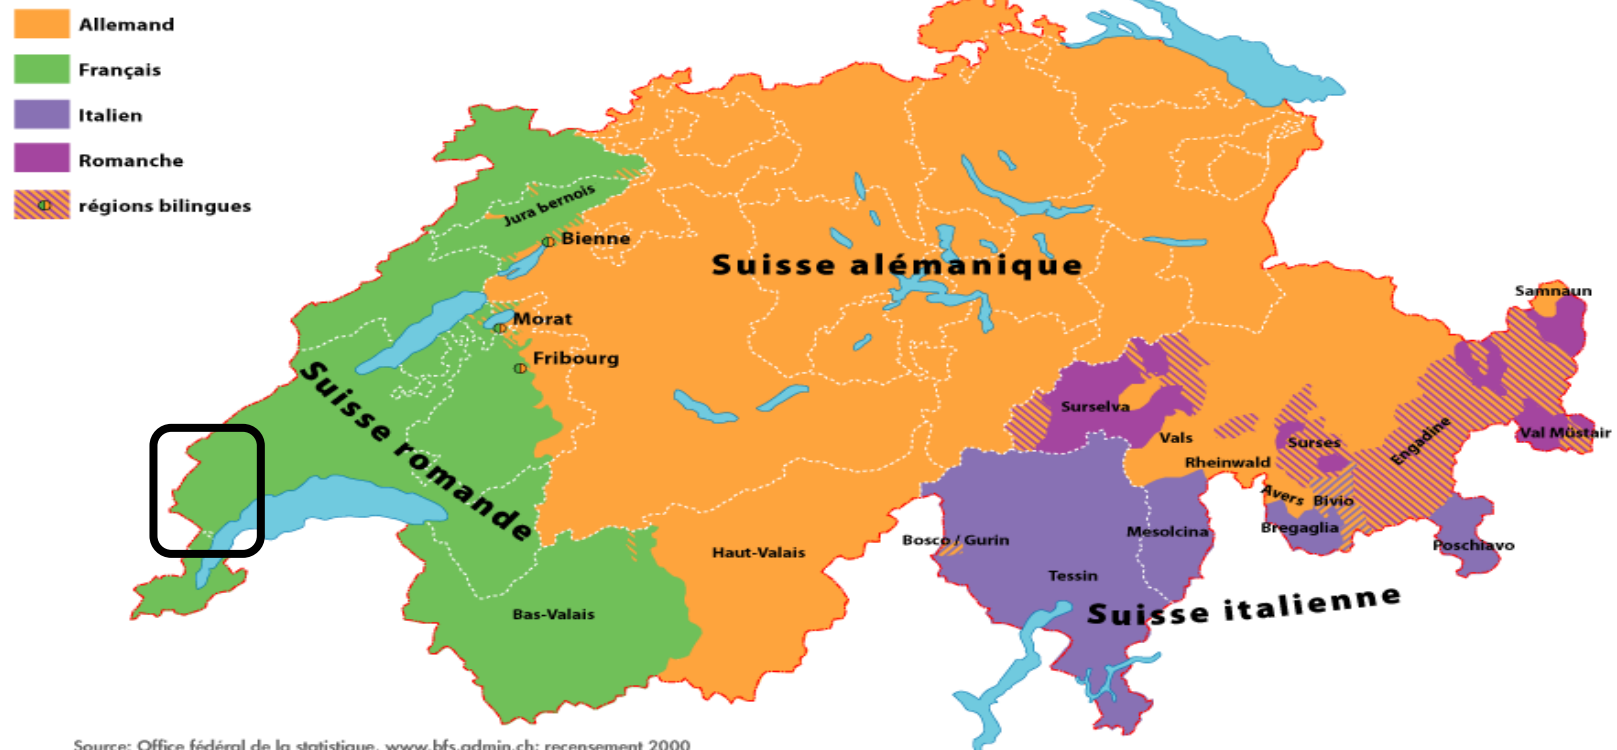 Allemand
Français
Italien
Romanche
régions bilingues
Jura bernois
Bienne
Suisse alémanique
Samnaun
Morat
Fribourg
Suisse romande
Surselva
Vals
Surses
Engadine
Val Müstair
Rheinwald
Avers
Bivio
Bregaglia
Mesolcina
Bosco / Gurin
Poschiavo
Haut-Valais
Tessin
Suisse italienne
Bas-Valais
Source: Office fédéral de la statistique, www.bfs.admin.ch; recensement 2000